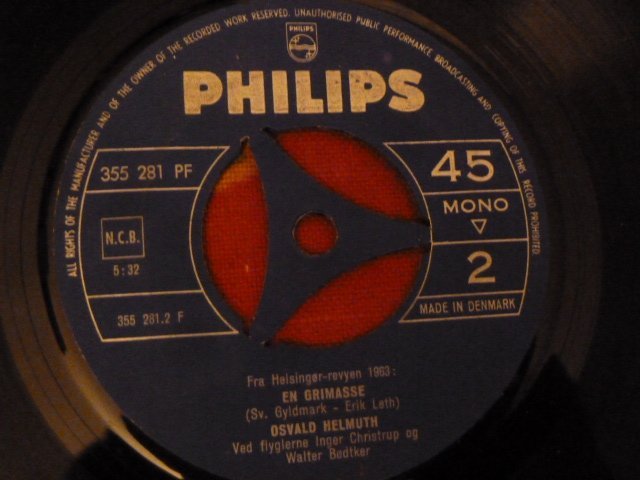 ALL RIGHTS OF THE MANUFACTURER AND OF THE OWNER OF THE RECORDED WORK RESERVED. UNAUTHORISED PUBLIC PERFORMANCE BROADCASTING AND COPYING OF THIS RECORD PROHIBITED
PHILIPS
PHILIPS
355 281 PF
45
N.C.B.
MONO
5:32
2
355 281.2 F
MADE IN DENMARK
Fra Helsingør-revyen 1963:
EN GRIMASSE
(Sv. Gyldmark - Erik Leth)
OSVALD HELMUTH
Ved flyglerne Inger Christrup og
Walter Bødtker